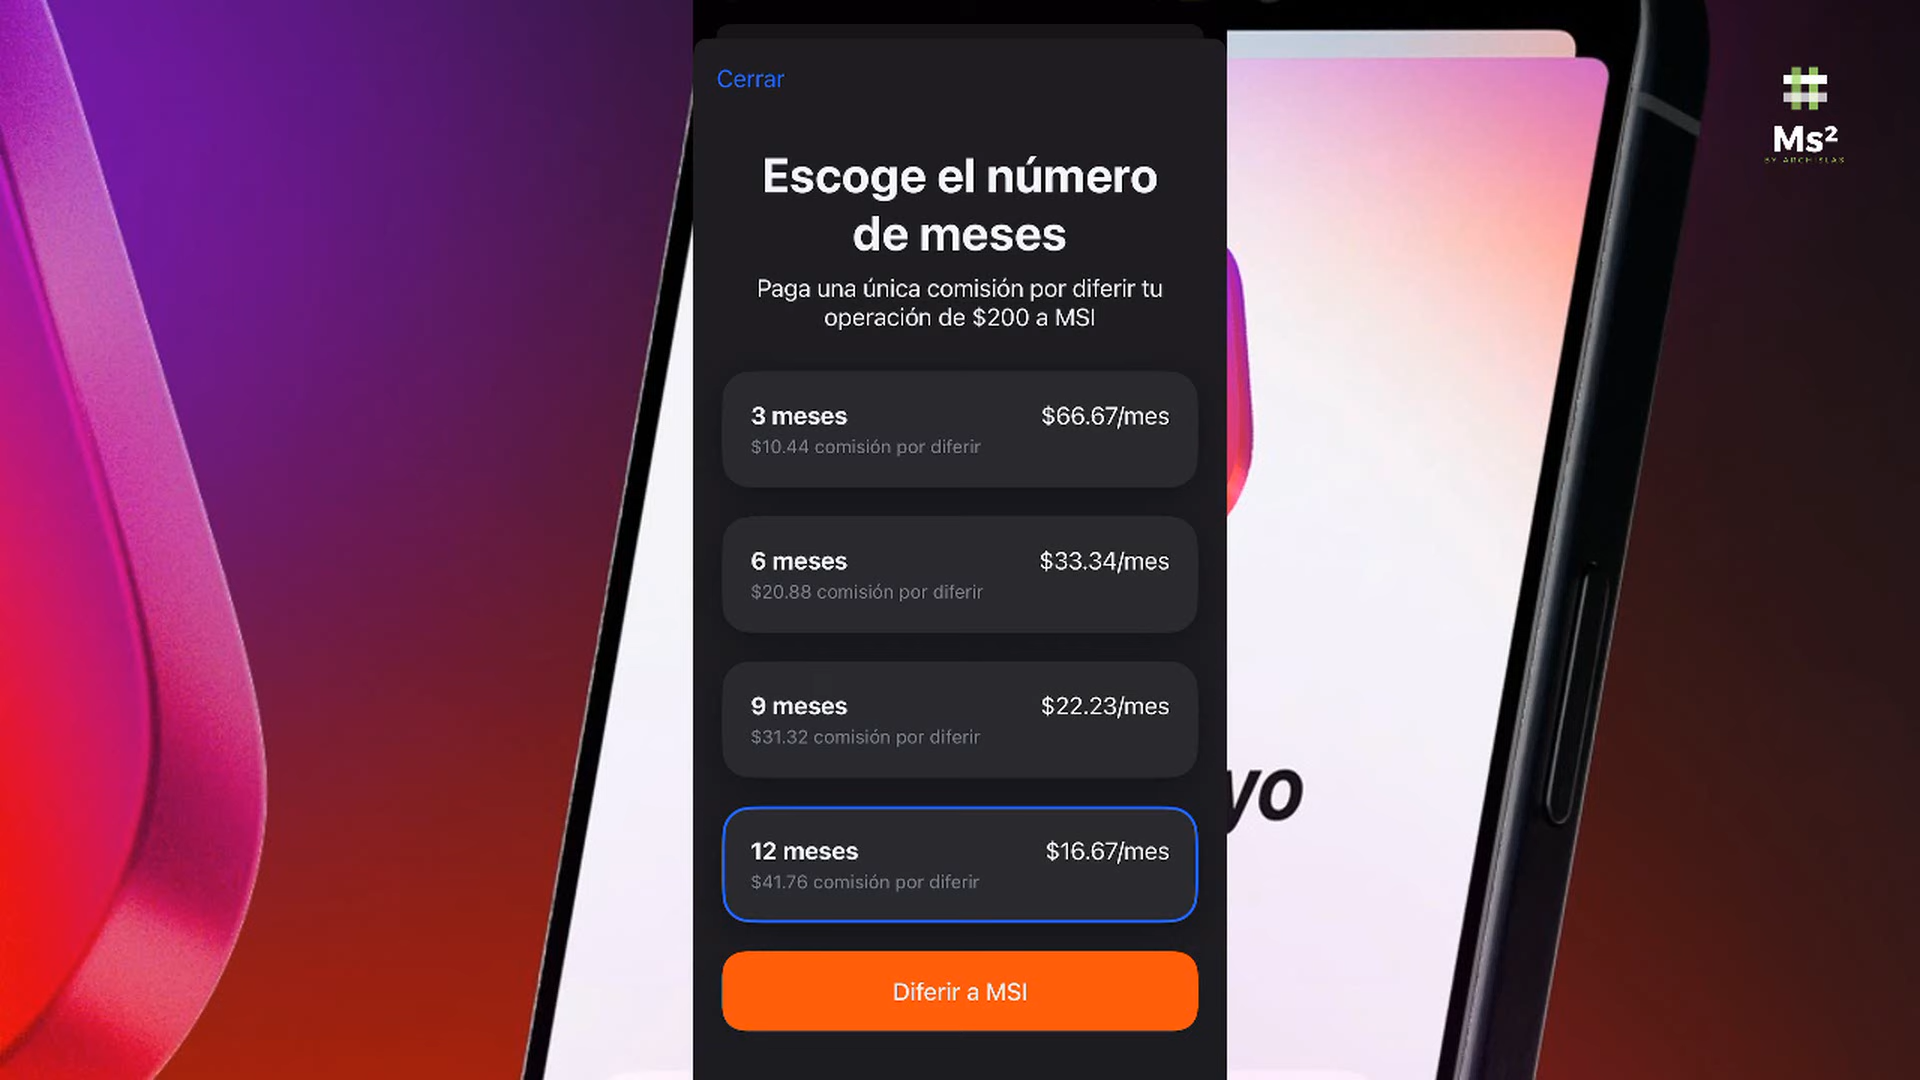 Cerrar
Escoge el número
de meses
Paga una única comisión por diferir tu
operación de $200 a MSI
3 meses
$66.67/mes
$10.44 comisión por diferir
6 meses
$33.34/mes
$20.88 comisión por diferir
9 meses
$22.23/mes
$31.32 comisión por diferir
12 meses
$16.67/mes
$41.76 comisión por diferir
Diferir a MSI
yo
Ms²
BY ARCHISLAS